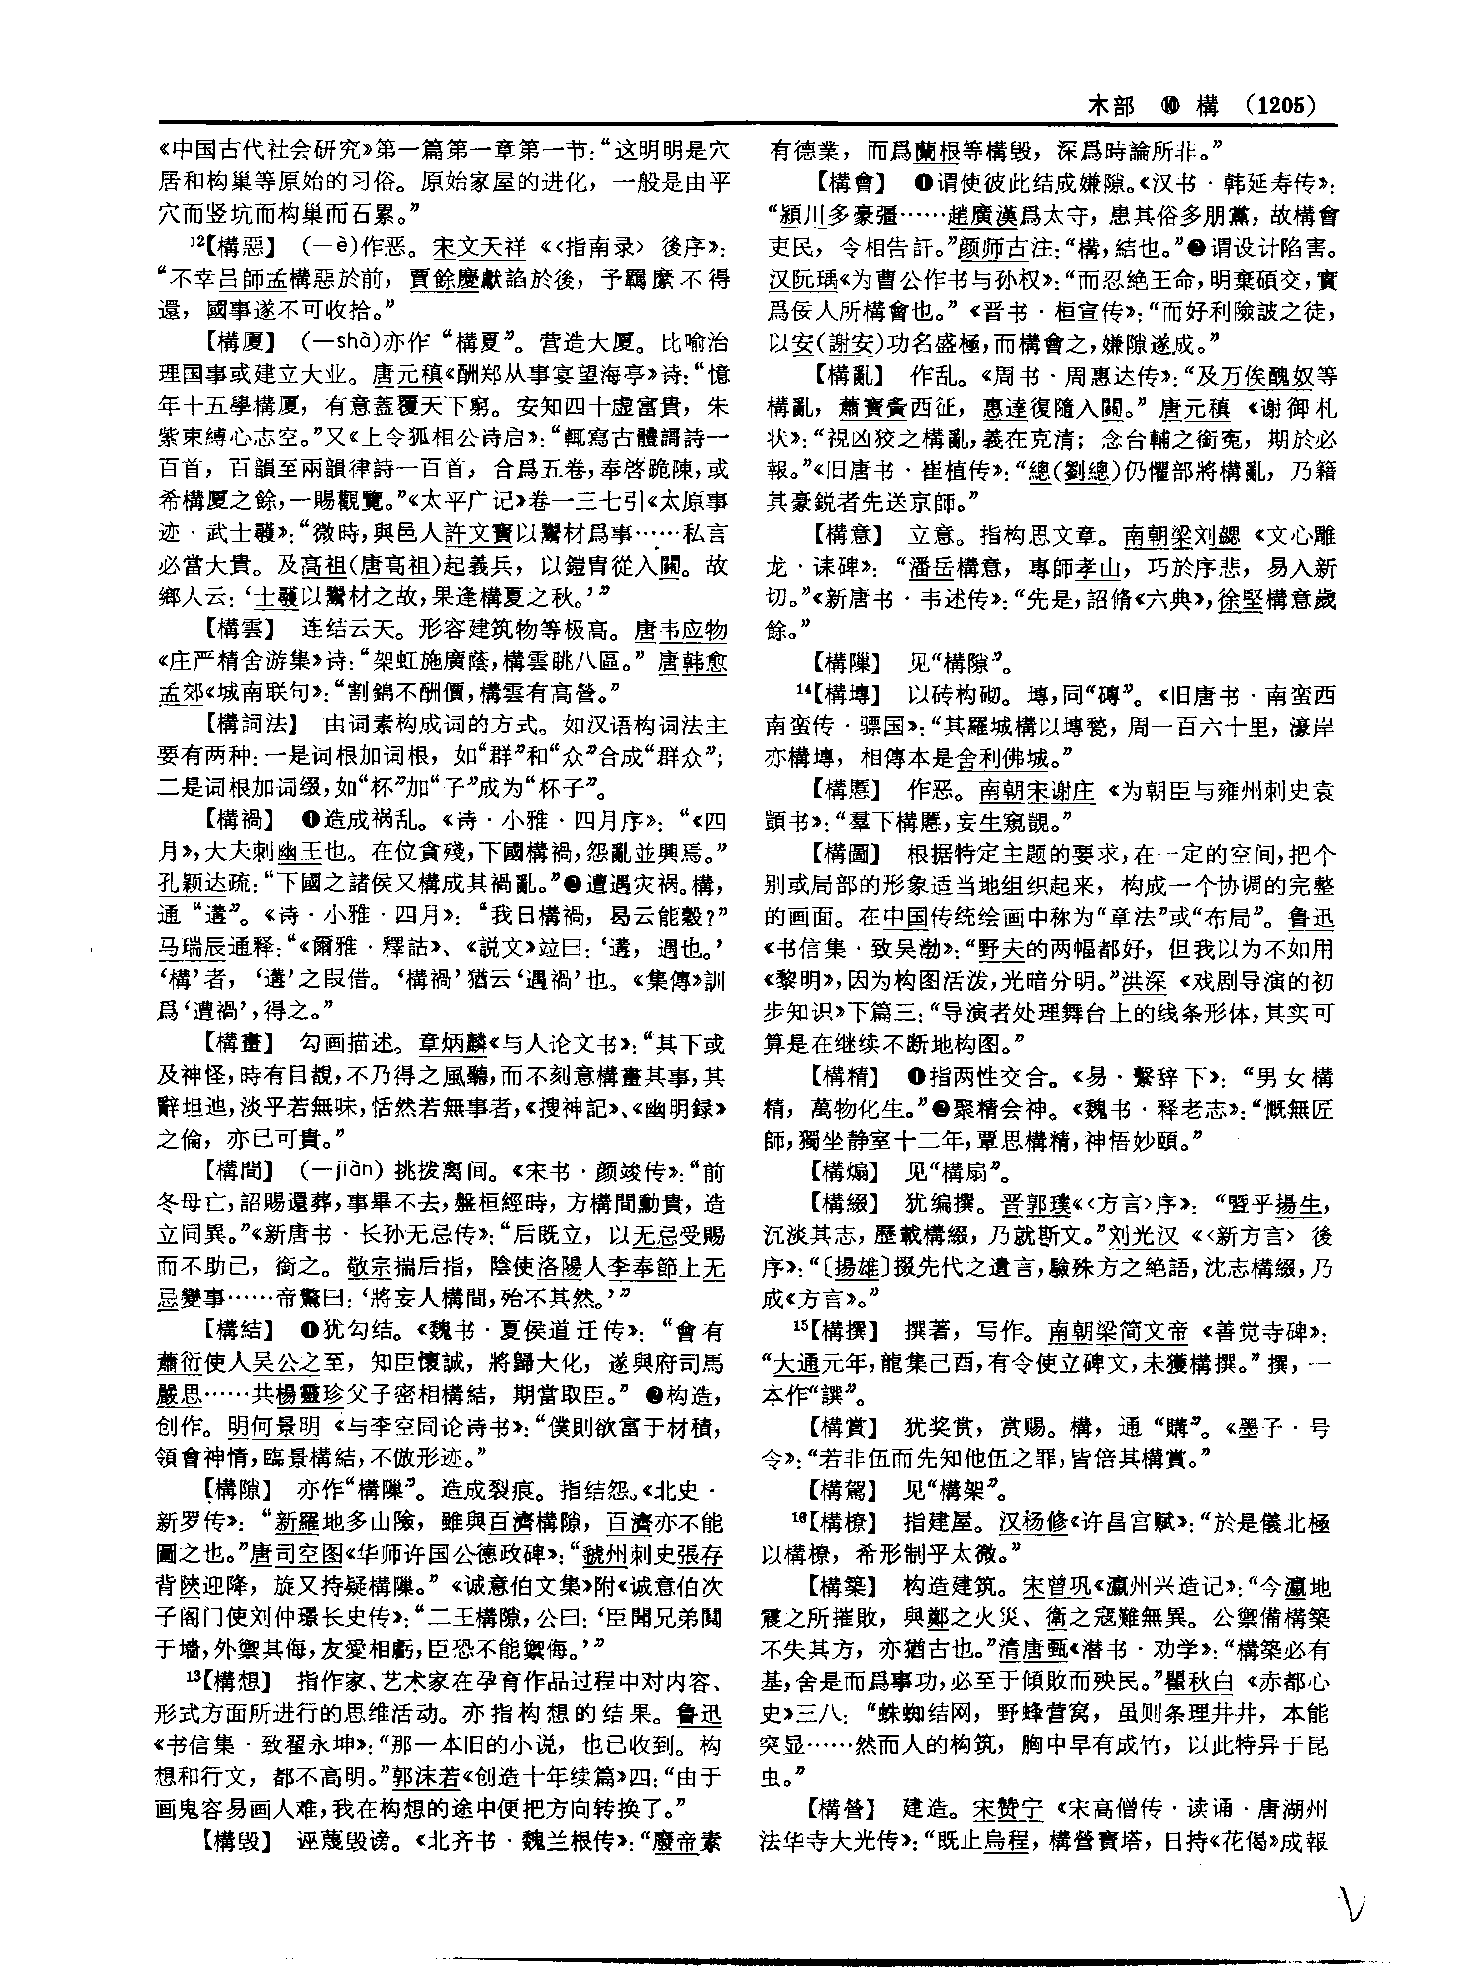 木部 ⑩ 構 (1205)
《中国古代社会研究》第一篇第一章第一节：“这明明是穴
居和构巢等原始的习俗。原始家屋的进化，一般是由平
穴而竖坑而构巢而石累。”
12【構惡】 (—è)作恶。宋文天祥《〈指南录〉後序》：
“不幸吕師孟構惡於前，賈餘慶獻諂於後，予羈縻不得
還，國事遂不可收拾。”
【構厦】 (—shà)亦作“構夏”。营造大厦。比喻治
理国事或建立大业。唐元稹《酬郑从事宴望海亭》诗：“憶
年十五學構厦，有意蓋覆天下窮。安知四十虚富貴，朱
紫束縛心志空。”又《上令狐相公诗启》：“輒寫古體謌詩一
百首，百韻至兩韻律詩一百首，合爲五卷，奉啓跪陳，或
希構厦之餘，一賜觀覽。”《太平广记》卷一三七引《太原事
迹·武士彟》：“微時，與邑人許文寶以鬻材爲事……私言
必當大貴。及高祖(唐高祖)起義兵，以鎧胄從入關。故
鄉人云：‘士彠以鬻材之故，果逢構夏之秋。’”
【構雲】 连结云天。形容建筑物等极高。唐韦应物
《庄严精舍游集》诗：“架虹施廣蔭，構雲眺八區。”唐韩愈
孟郊《城南联句》：“割錦不酬價，構雲有高營。”
【構詞法】 由词素构成词的方式。如汉语构词法主
要有两种：一是词根加词根，如“群”和“众”合成“群众”；
二是词根加词缀，如“杯”加“子”成为“杯子”。
【構禍】 ❶造成祸乱。《诗·小雅·四月序》：“《四
月》，大夫刺幽王也。在位貪殘，下國構禍，怨亂並興焉。”
孔颖达疏：“下國之諸侯又構成其禍亂。”❷遭遇灾祸。構，
通“遘”。《诗·小雅·四月》：“我日構禍，曷云能穀？”
马瑞辰通释：“《爾雅·釋詁》、《説文》竝曰：‘遘，遇也。’
‘構’者，‘遘’之叚借。‘構禍’猶云‘遇禍’也。《集傳》訓
爲‘遭禍’，得之。”
【構畫】 勾画描述。章炳麟《与人论文书》：“其下或
及神怪，時有目覩，不乃得之風聽，而不刻意構畫其事，其
辭坦迆，淡乎若無味，恬然若無事者，《搜神記》、《幽明録》
之倫，亦已可貴。”
【構間】 (—jiàn)挑拨离间。《宋书·颜竣传》：“前
冬母亡，詔賜還葬，事畢不去，盤桓經時，方構間勳貴，造
立同異。”《新唐书·长孙无忌传》：“后既立，以无忌受賜
而不助己，銜之。敬宗揣后指，陰使洛陽人李奉節上无
忌變事……帝驚曰：‘將妄人構間，殆不其然。’”
【構結】 ❶犹勾结。《魏书·夏侯道迁传》：“會有
蕭衍使人吴公之至，知臣懷誠，將歸大化，遂與府司馬
嚴思……共楊靈珍父子密相構結，期當取臣。”❷构造，
创作。明何景明《与李空同论诗书》：“僕則欲富于材積，
領會神情，臨景構結，不倣形迹。”
【構隙】 亦作“構隟”。造成裂痕。指结怨。《北史·
新罗传》：“新羅地多山險，雖與百濟構隙，百濟亦不能
圖之也。”唐司空图《华师许国公德政碑》：“虢州刺史張存
背陝迎降，旋又持疑構隟。”《诚意伯文集》附《诚意伯次
子阁门使刘仲璟长史传》：“二王構隙，公曰：‘臣聞兄弟鬩
于墙，外禦其侮，友愛相虧，臣恐不能禦侮。’”
13【構想】 指作家、艺术家在孕育作品过程中对内容、
形式方面所进行的思维活动。亦指构想的结果。鲁迅
《书信集·致翟永坤》：“那一本旧的小说，也已收到。构
想和行文，都不高明。”郭沫若《创造十年续篇》四：“由于
画鬼容易画人难，我在构想的途中便把方向转换了。”
【構毁】 诬蔑毁谤。《北齐书·魏兰根传》：“廢帝素
有德業，而爲蘭根等構毁，深爲時論所非。”
【構會】 ❶谓使彼此结成嫌隙。《汉书·韩延寿传》：
“潁川多豪彊……趙廣漢爲太守，患其俗多朋黨，故構會
吏民，令相告訐。”颜师古注：“構，結也。”❷谓设计陷害。
汉阮瑀《为曹公作书与孙权》：“而忍絶王命，明棄碩交，實
爲佞人所構會也。”《晋书·桓宣传》：“而好利險詖之徒，
以安(謝安)功名盛極，而構會之，嫌隙遂成。”
【構亂】 作乱。《周书·周惠达传》：“及万俟醜奴等
構亂，蕭寶夤西征，惠達復隨入關。”唐元稹《谢御札
状》：“視凶狡之構亂，義在克清；念台輔之銜冤，期於必
報。”《旧唐书·崔植传》：“總(劉總)仍懼部將構亂，乃籍
其豪鋭者先送京師。”
【構意】 立意。指构思文章。南朝梁刘勰《文心雕
龙·诔碑》：“潘岳構意，專師孝山，巧於序悲，易入新
切。”《新唐书·韦述传》：“先是，詔脩《六典》，徐堅構意歲
餘。”
【構隟】 见“構隙”。
14【構塼】 以砖构砌。塼，同“磚”。《旧唐书·南蛮西
南蛮传·骠国》：“其羅城構以塼甃，周一百六十里，濠岸
亦構塼，相傳本是舍利佛城。”
【構慝】 作恶。南朝宋谢庄《为朝臣与雍州刺史袁
顗书》：“羣下構慝，妄生窺覬。”
【構圖】 根据特定主题的要求，在一定的空间，把个
别或局部的形象适当地组织起来，构成一个协调的完整
的画面。在中国传统绘画中称为“章法”或“布局”。鲁迅
《书信集·致吴渤》：“野夫的两幅都好，但我以为不如用
《黎明》，因为构图活泼，光暗分明。”洪深《戏剧导演的初
步知识》下篇三：“导演者处理舞台上的线条形体，其实可
算是在继续不断地构图。”
【構精】 ❶指两性交合。《易·繫辞下》：“男女構
精，萬物化生。”❷聚精会神。《魏书·释老志》：“慨無匠
師，獨坐静室十二年，覃思構精，神悟妙頤。”
【構煽】 见“構扇”。
【構綴】 犹编撰。晋郭璞《〈方言〉序》：“暨乎揚生，
沉淡其志，歷載構綴，乃就斯文。”刘光汉《〈新方言〉後
序》：“〔揚雄〕掇先代之遺言，驗殊方之絶語，沈志構綴，乃
成《方言》。”
15【構撰】 撰著，写作。南朝梁简文帝《善觉寺碑》：
“大通元年，龍集己酉，有令使立碑文，未獲構撰。”撰，一
本作“譔”。
【構賞】 犹奖赏，赏赐。構，通“購”。《墨子·号
令》：“若非伍而先知他伍之罪，皆倍其構賞。”
【構駕】 见“構架”。
16【構橑】 指建屋。汉杨修《许昌宫赋》：“於是儀北極
以構橑，希形制乎太微。”
【構築】 构造建筑。宋曾巩《瀛州兴造记》：“今瀛地
震之所摧敗，與鄭之火災、衛之寇難無異。公禦備構築
不失其方，亦猶古也。”清唐甄《潜书·劝学》：“構築必有
基，舍是而爲事功，必至于傾敗而殃民。”瞿秋白《赤都心
史》三八：“蛛蜘结网，野蜂营窝，虽则条理井井，本能
突显……然而人的构筑，胸中早有成竹，以此特异于昆
虫。”
【構營】 建造。宋赞宁《宋高僧传·读诵·唐湖州
法华寺大光传》：“既止烏程，構營寶塔，日持《花偈》成報